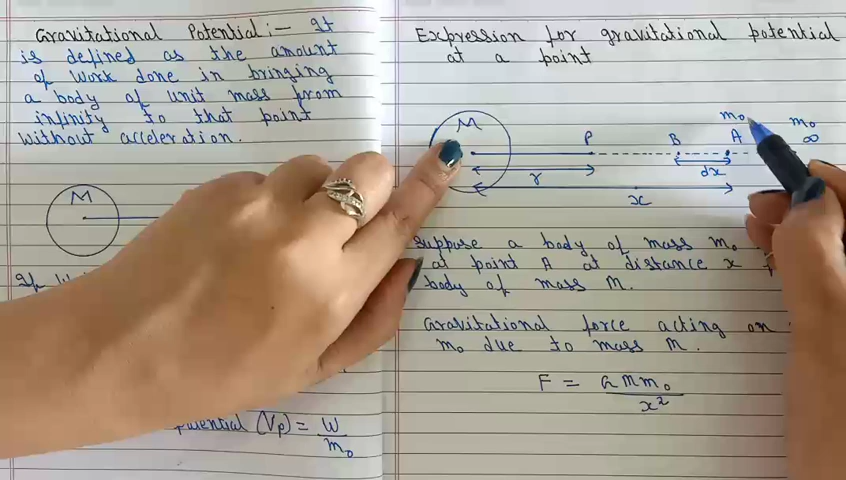 Gravitational Potential :- It
is defined as the amount
of work done in bringing
a body of unit mass from
infinity to that point
without acceleration.
M
If
potential (Vp) = W
m₀
Expression for gravitational potential
at a point
M
P
B
A
m₀
m₀
∞
dx
r
x
Suppose a body of mass m₀
at point A at distance x
body of mass M.
Gravitational force acting on
m₀ due to mass M.
F = GMm₀
x²